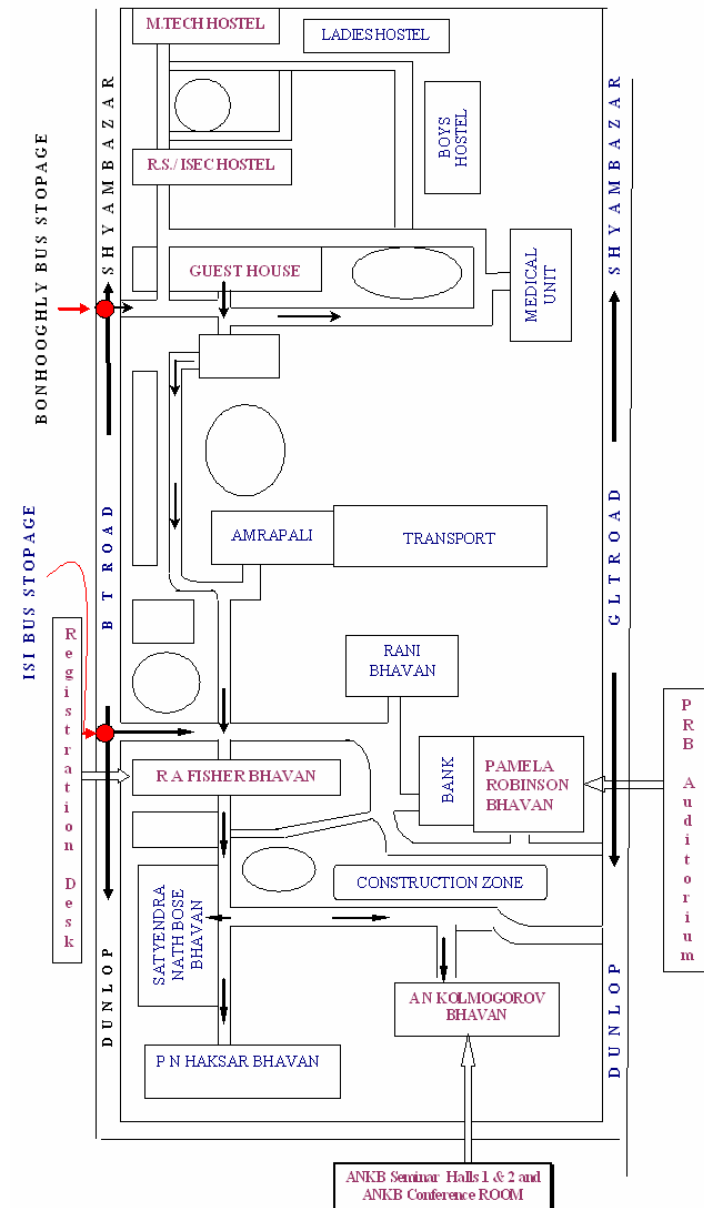 M.TECH HOSTEL
LADIES HOSTEL
SHYAMBAZAR
SHYAMBAZAR
BOYS
HOSTEL
R.S./ ISEC HOSTEL
BONHOOGHLY BUS STOPAGE
GUEST HOUSE
MEDICAL
UNIT
ISI BUS STOPAGE
B T ROAD
AMRAPALI
TRANSPORT
GLTROAD
Registration Desk
RANI
BHAVAN
PRB Auditorium
R A FISHER BHAVAN
BANK
PAMELA
ROBINSON
BHAVAN
CONSTRUCTION ZONE
SATYENDRA
NATH BOSE
BHAVAN
DUNLOP
DUNLOP
A N KOLMOGOROV
BHAVAN
P N HAKSAR BHAVAN
ANKB Seminar Halls 1 & 2 and
ANKB Conference ROOM